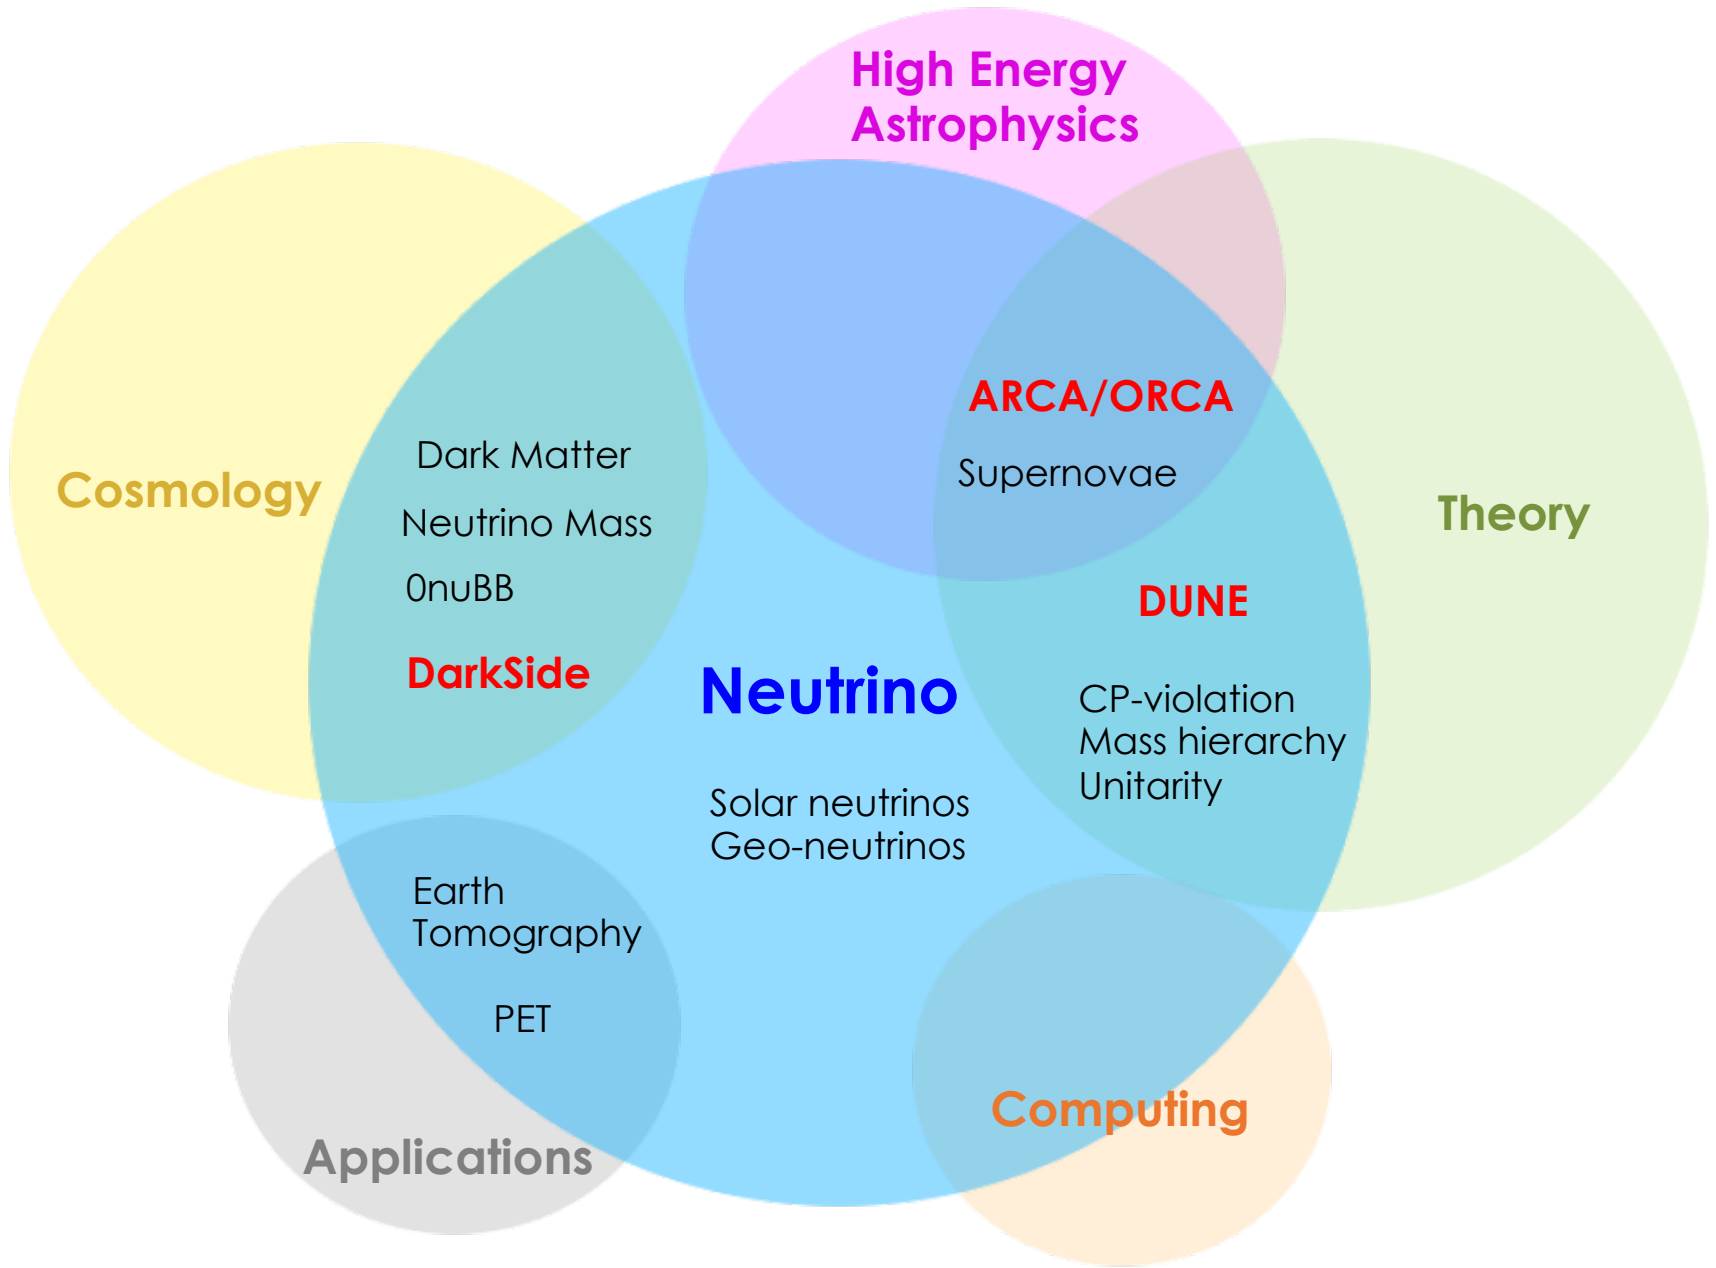 High Energy
Astrophysics
ARCA/ORCA
Supernovae
Cosmology
Dark Matter
Neutrino Mass
0nuBB
DarkSide
Theory
DUNE
CP-violation
Mass hierarchy
Unitarity
Neutrino
Solar neutrinos
Geo-neutrinos
Earth
Tomography
PET
Applications
Computing